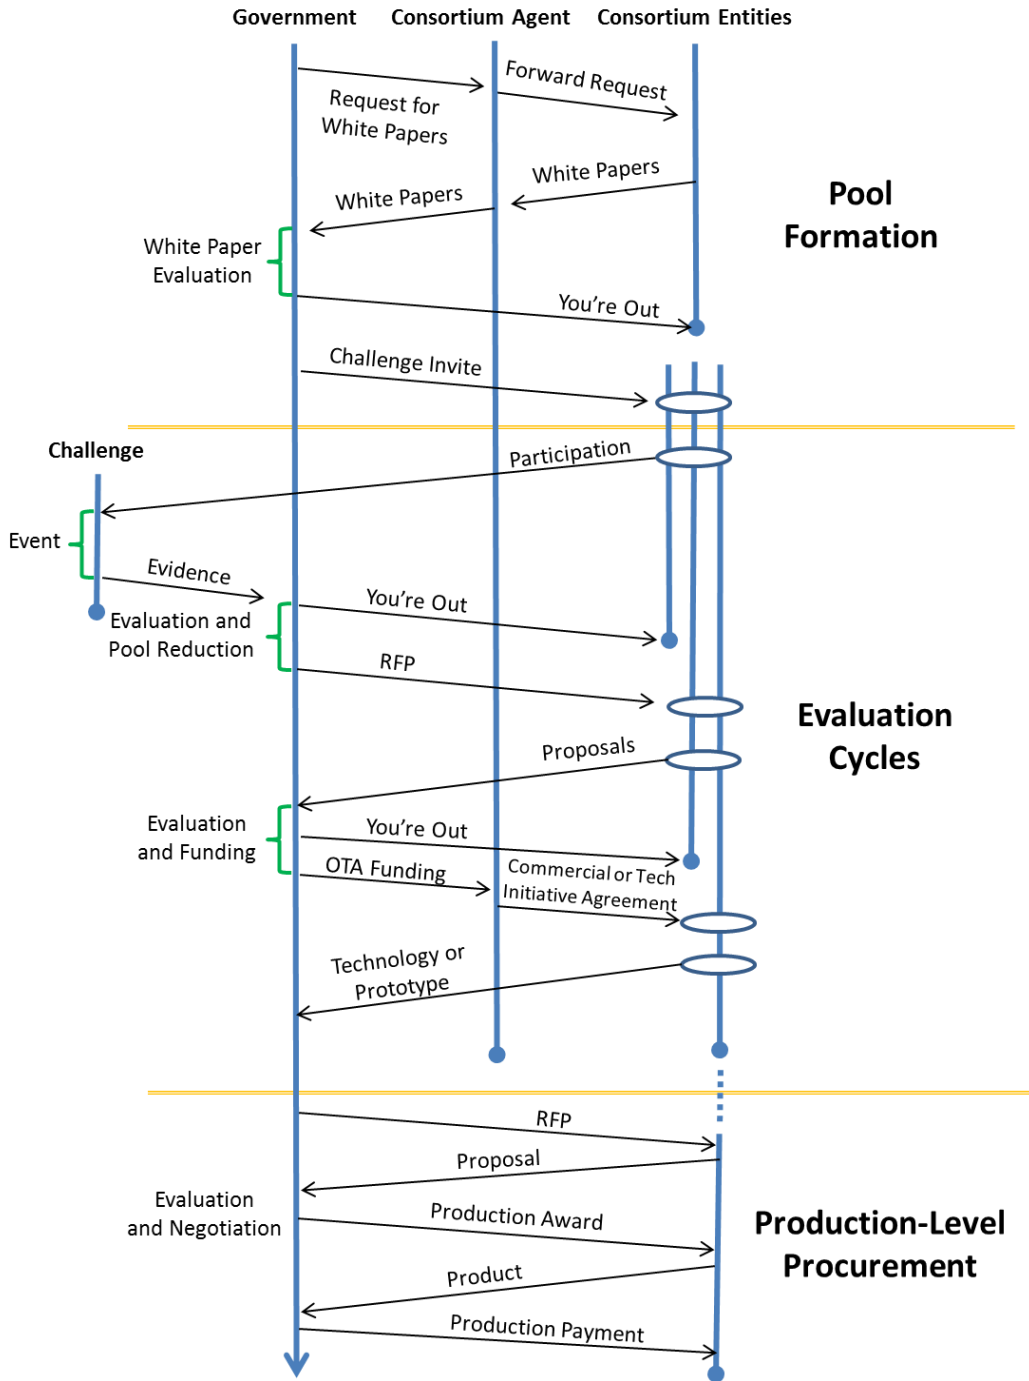 Government
Consortium Agent
Consortium Entities
Forward Request
Request for
White Papers
White Papers
White Papers
Pool
Formation
White Paper
Evaluation
You're Out
Challenge Invite
Challenge
Participation
Event
Evidence
You're Out
Evaluation and
Pool Reduction
RFP
Evaluation
Cycles
Proposals
Evaluation
and Funding
You're Out
OTA Funding
Commercial or Tech
Initiative Agreement
Technology or
Prototype
RFP
Proposal
Evaluation
and Negotiation
Production Award
Production-Level
Procurement
Product
Production Payment